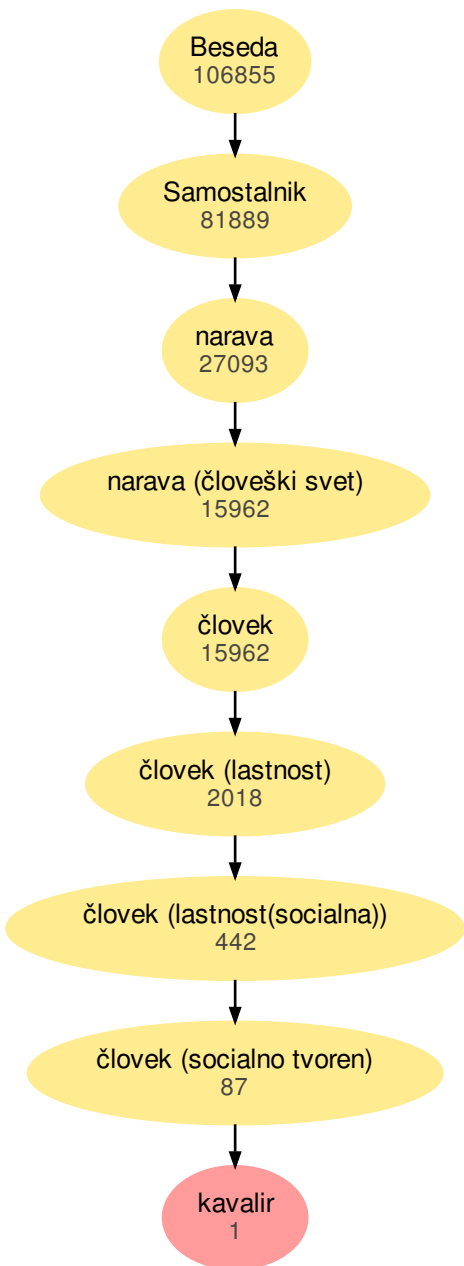 Beseda
106855
Samostalnik
81889
narava
27093
narava (človeški svet)
15962
človek
15962
človek (lastnost)
2018
človek (lastnost(socialna))
442
človek (socialno tvoren)
87
kavalir
1